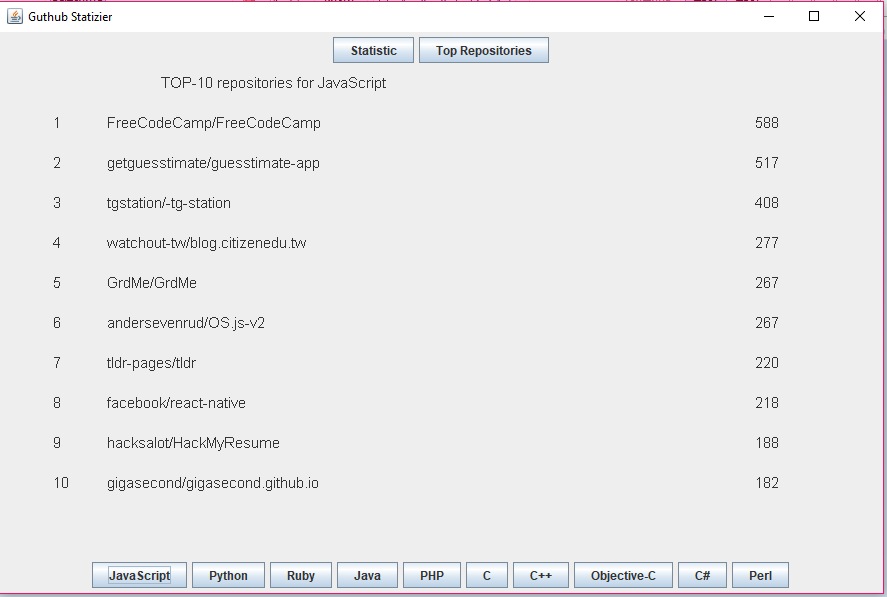 Guthub Statizier
Statistic Top Repositories
TOP-10 repositories for JavaScript
1 FreeCodeCamp/FreeCodeCamp 588
2 getguesstimate/guesstimate-app 517
3 tgstation/-tg-station 408
4 watchout-tw/blog.citizenedu.tw 277
5 GrdMe/GrdMe 267
6 andersevenrud/OS.js-v2 267
7 tldr-pages/tldr 220
8 facebook/react-native 218
9 hacksalot/HackMyResume 188
10 gigasecond/gigasecond.github.io 182
JavaScript Python Ruby Java PHP C C++ Objective-C C# Perl